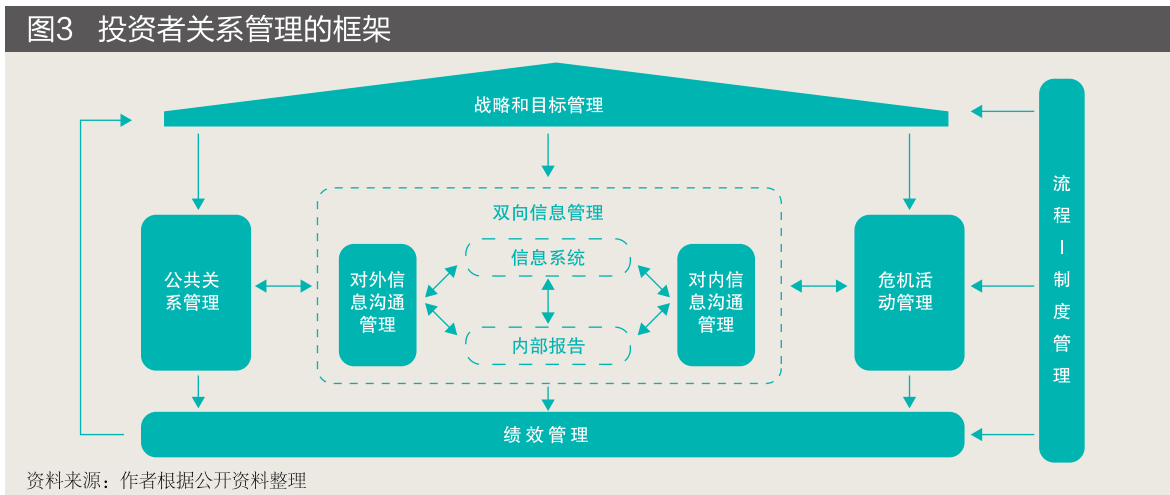 图3 投资者关系管理的框架
战略和目标管理
双向信息管理
信息系统
公共关
系管理
对外信
息沟通
管理
对内信
息沟通
管理
危机活
动管理
内部报告
绩效管理
流
程
|
制
度
管
理
资料来源：作者根据公开资料整理